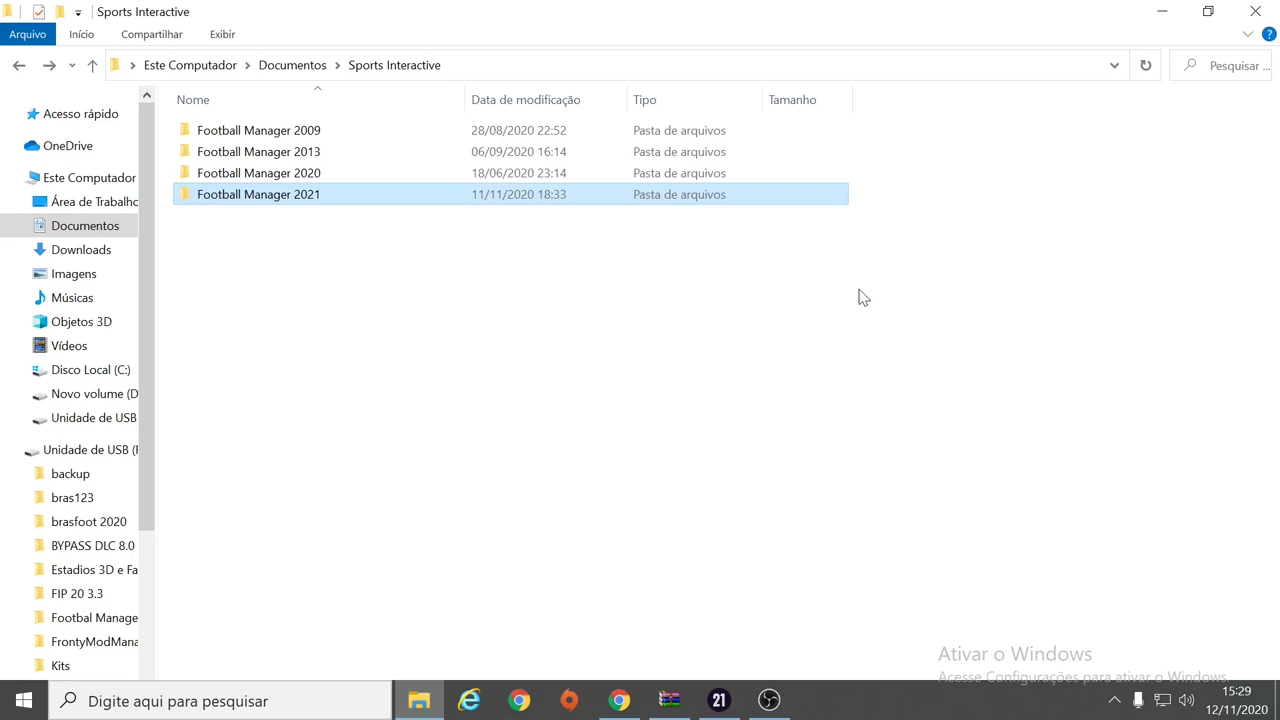 Sports Interactive
Arquivo Início Compartilhar Exibir
Este Computador Documentos Sports Interactive Pesquisar ...
Nome Data de modificação Tipo Tamanho
Football Manager 2009 28/08/2020 22:52 Pasta de arquivos
Football Manager 2013 06/09/2020 16:14 Pasta de arquivos
Football Manager 2020 18/06/2020 23:14 Pasta de arquivos
Football Manager 2021 11/11/2020 18:33 Pasta de arquivos
Acesso rápido
OneDrive
Este Computador
Área de Trabalho
Documentos
Downloads
Imagens
Músicas
Objetos 3D
Vídeos
Disco Local (C:)
Novo volume (D
Unidade de USB
Unidade de USB (
backup
bras123
brasfoot 2020
BYPASS DLC 8.0
Estadios 3D e Fa
FIP 20 3.3
Footbal Manage
FrontyModMana
Kits
Ativar o Windows
Acesse Configurações para ativar o Windows.
Digite aqui para pesquisar
21
15:29
12/11/2020